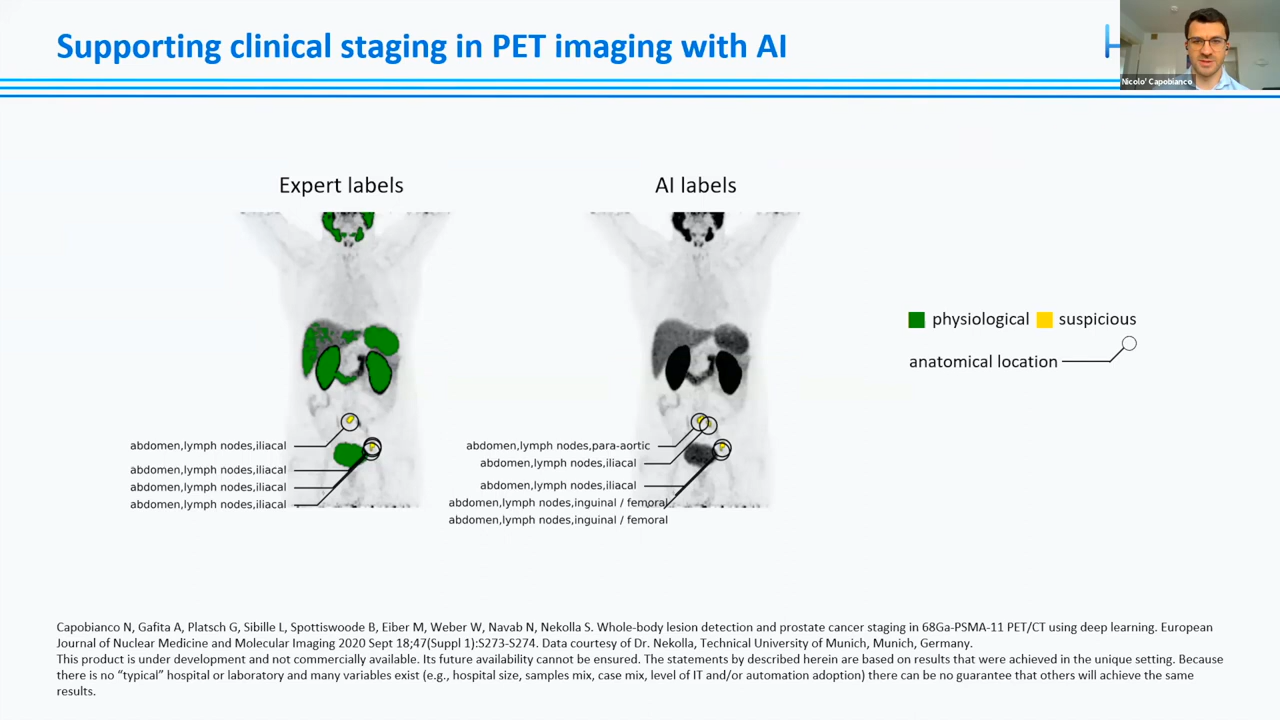 Supporting clinical staging in PET imaging with AI
H
Nicolo' Capobianco
Expert labels
AI labels
physiological
suspicious
anatomical location
abdomen,lymph nodes,iliacal
abdomen,lymph nodes,iliacal
abdomen,lymph nodes,iliacal
abdomen,lymph nodes,iliacal
abdomen,lymph nodes,para-aortic
abdomen,lymph nodes,iliacal
abdomen,lymph nodes,iliacal
abdomen,lymph nodes,inguinal / femoral
abdomen,lymph nodes,inguinal / femoral
Capobianco N, Gafita A, Platsch G, Sibille L, Spottiswoode B, Eiber M, Weber W, Navab N, Nekolla S. Whole-body lesion detection and prostate cancer staging in 68Ga-PSMA-11 PET/CT using deep learning. European
Journal of Nuclear Medicine and Molecular Imaging 2020 Sept 18;47(Suppl 1):S273-S274. Data courtesy of Dr. Nekolla, Technical University of Munich, Munich, Germany.
This product is under development and not commercially available. Its future availability cannot be ensured. The statements by described herein are based on results that were achieved in the unique setting. Because
there is no “typical” hospital or laboratory and many variables exist (e.g., hospital size, samples mix, case mix, level of IT and/or automation adoption) there can be no guarantee that others will achieve the same
results.